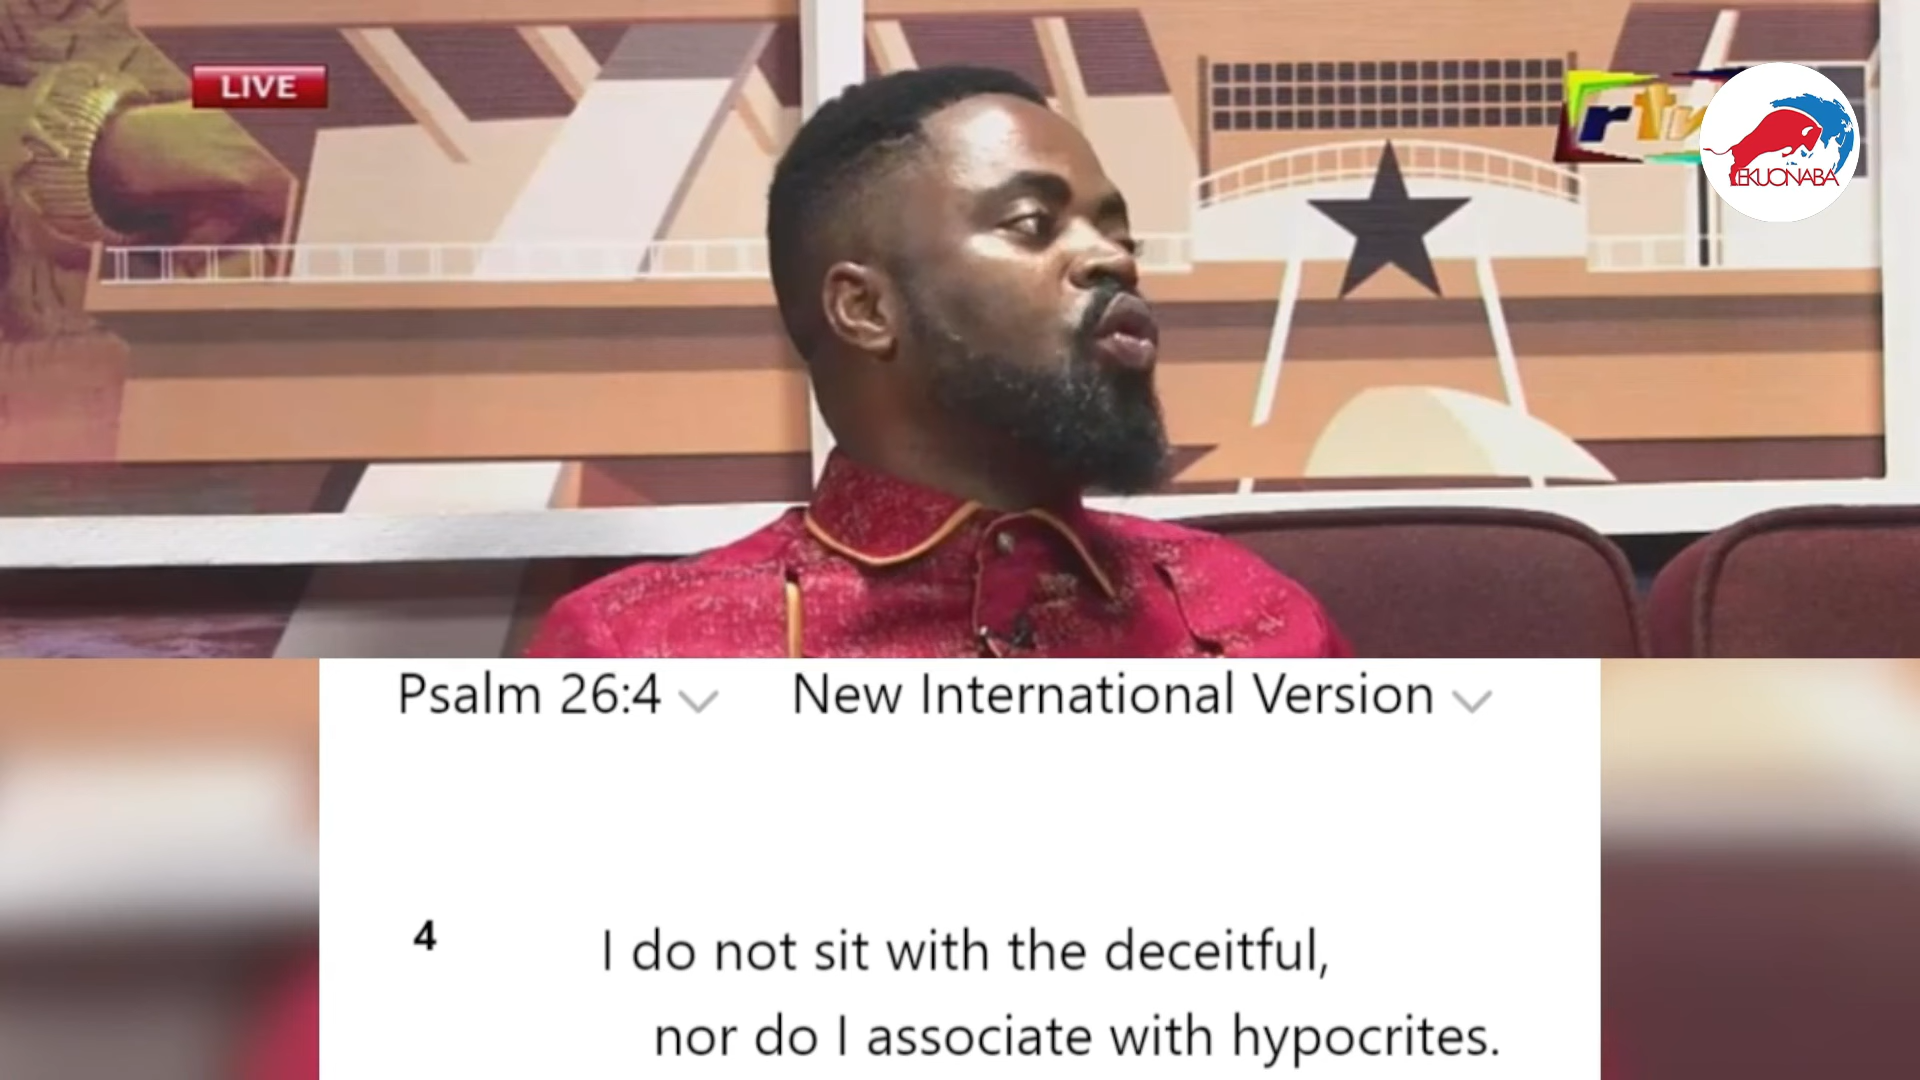 LIVE
rtv
EKUONABA
Psalm 26:4
New International Version
4
I do not sit with the deceitful,
nor do I associate with hypocrites.